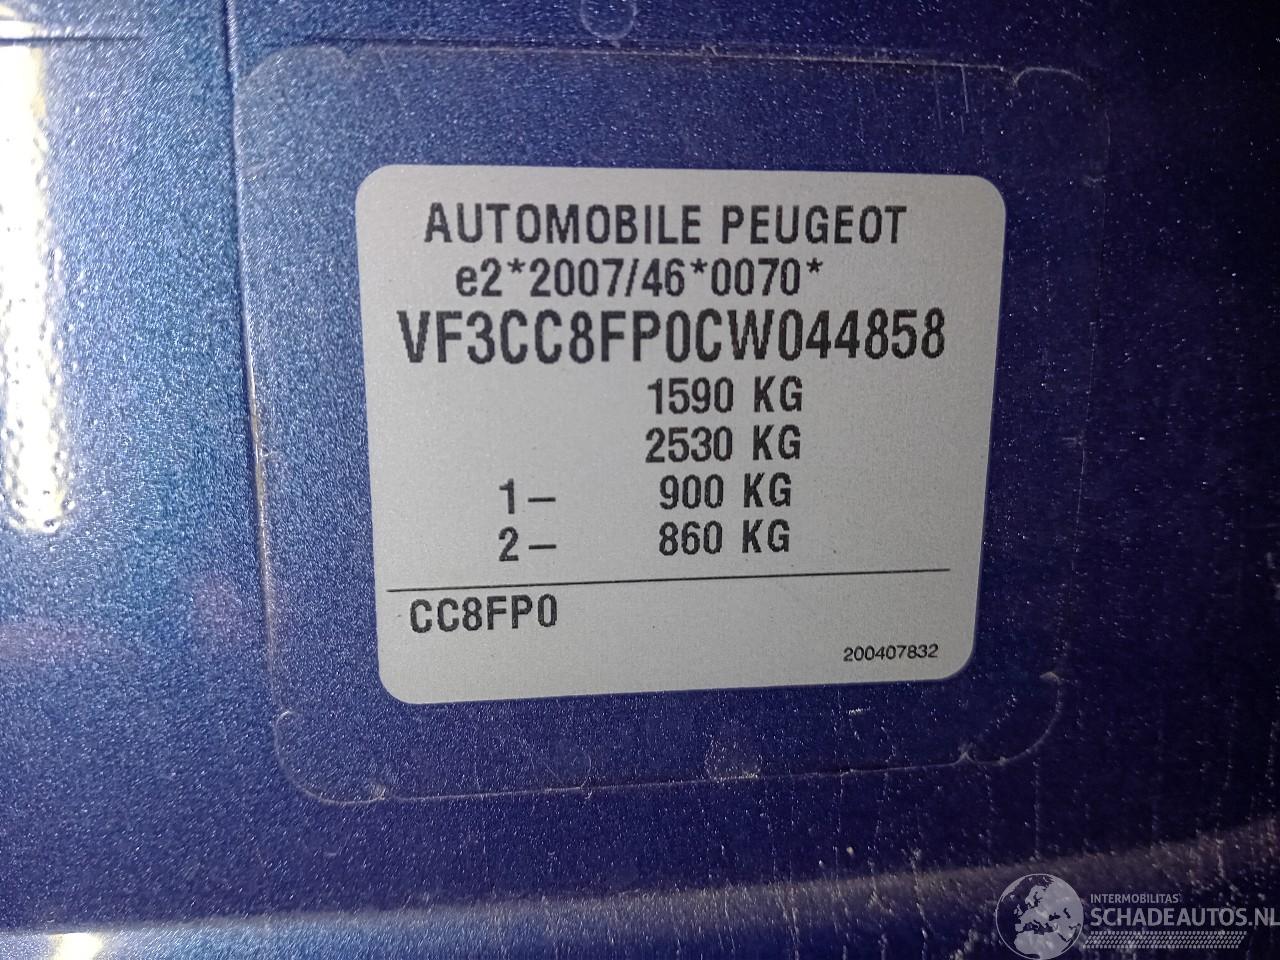 AUTOMOBILE PEUGEOT
e2*2007/46*0070*
VF3CC8FP0CW044858
1590 KG
2530 KG
1- 900 KG
2- 860 KG
CC8FP0
200407832
INTERMOBILITAS
SCHADEAUTOS.NL